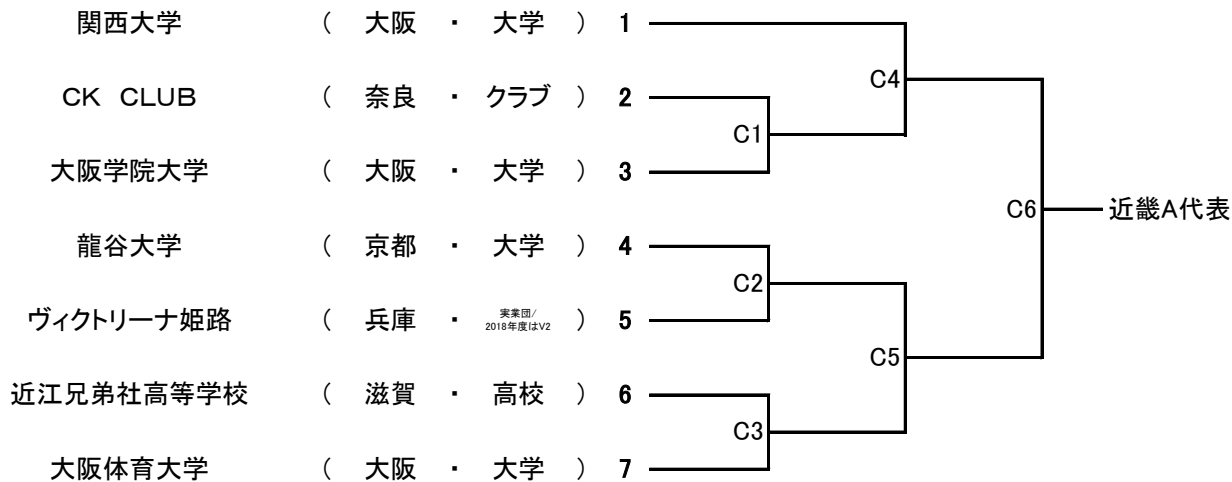 関西大学 ( 大阪 ・ 大学 ) 1
C4
CK CLUB ( 奈良 ・ クラブ ) 2
C1
大阪学院大学 ( 大阪 ・ 大学 ) 3
C6 近畿A代表
龍谷大学 ( 京都 ・ 大学 ) 4
C2
ヴィクトリーナ姫路 ( 兵庫 ・ 実業団/
2018年度はV2 ) 5
C5
近江兄弟社高等学校 ( 滋賀 ・ 高校 ) 6
C3
大阪体育大学 ( 大阪 ・ 大学 ) 7